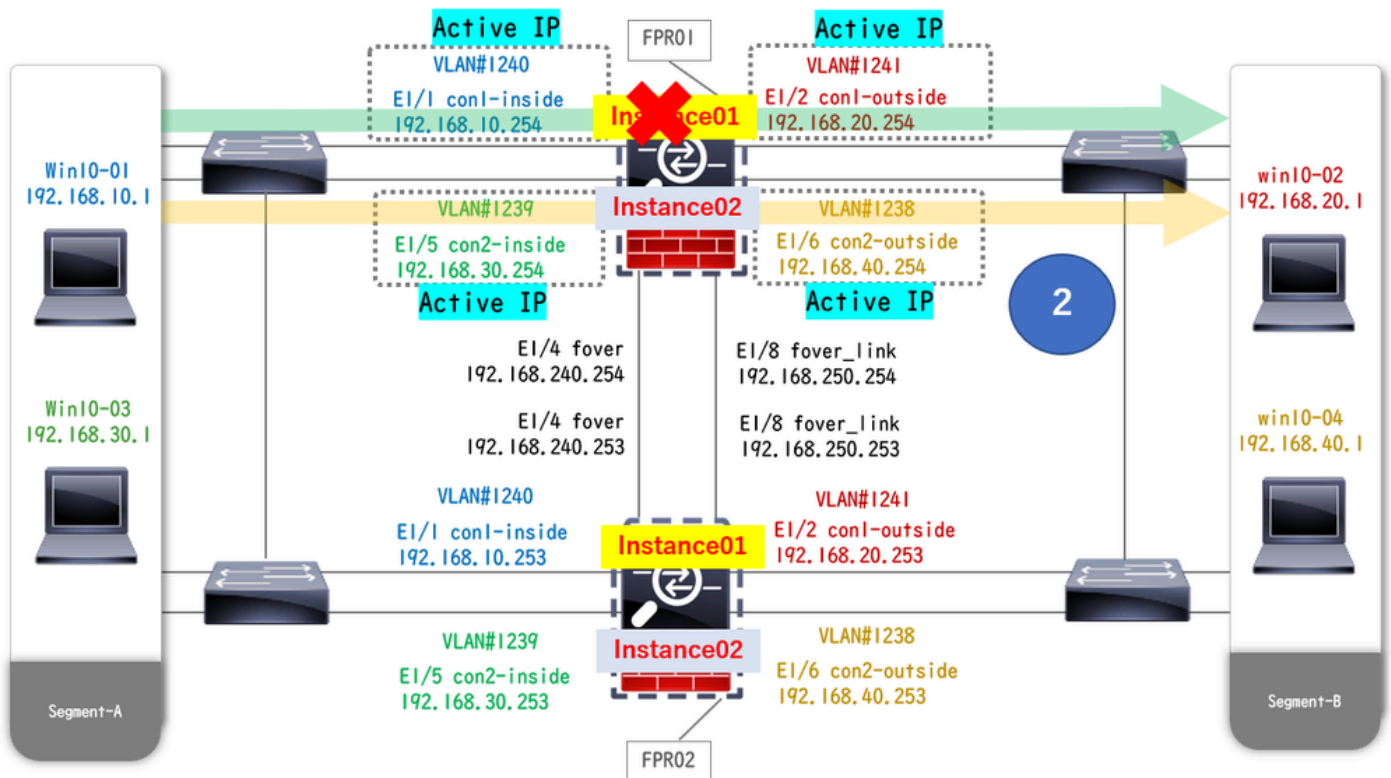 Active IP
FPR01
Active IP
VLAN#1240
VLAN#1241
E1/1 con1-inside
192.168.10.254
Instance01
E1/2 con1-outside
192.168.20.254
Win10-01
192.168.10.1
win10-02
192.168.20.1
VLAN#1239
Instance02
VLAN#1238
E1/5 con2-inside
192.168.30.254
E1/6 con2-outside
192.168.40.254
Active IP
Active IP
2
E1/4 fover
192.168.240.254
E1/8 fover_link
192.168.250.254
Win10-03
192.168.30.1
win10-04
192.168.40.1
E1/4 fover
192.168.240.253
E1/8 fover_link
192.168.250.253
VLAN#1240
VLAN#1241
E1/1 con1-inside
192.168.10.253
Instance01
E1/2 con1-outside
192.168.20.253
VLAN#1239
Instance02
VLAN#1238
E1/5 con2-inside
192.168.30.253
E1/6 con2-outside
192.168.40.253
Segment-A
Segment-B
FPR02